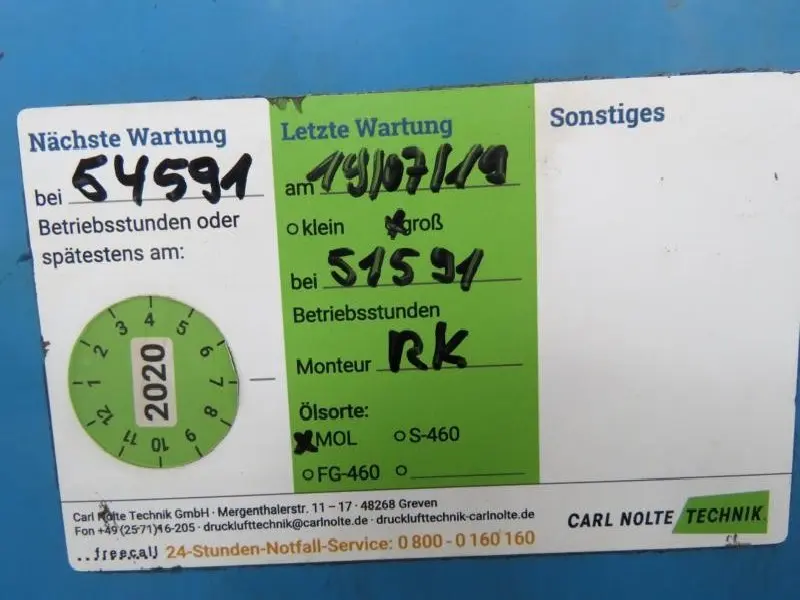 Nächste Wartung
bei 54591
Betriebsstunden oder
spätestens am:
1 2 3 4 5 6 7 8 9 10 11 12
2020
Letzte Wartung
am 19/07/19
klein groß
bei 51591
Betriebsstunden
Monteur RK
Ölsorte:
MOL S-460
FG-460
Sonstiges
Carl Nolte Technik GmbH · Mergenthalerstr. 11 – 17 · 48268 Greven
Fon +49 (25 71) 16-205 · drucklufttechnik@carlnolte.de · drucklufttechnik-carlnolte.de
..freecall 24-Stunden-Notfall-Service: 0 800 - 0 160 160
CARL NOLTE TECHNIK